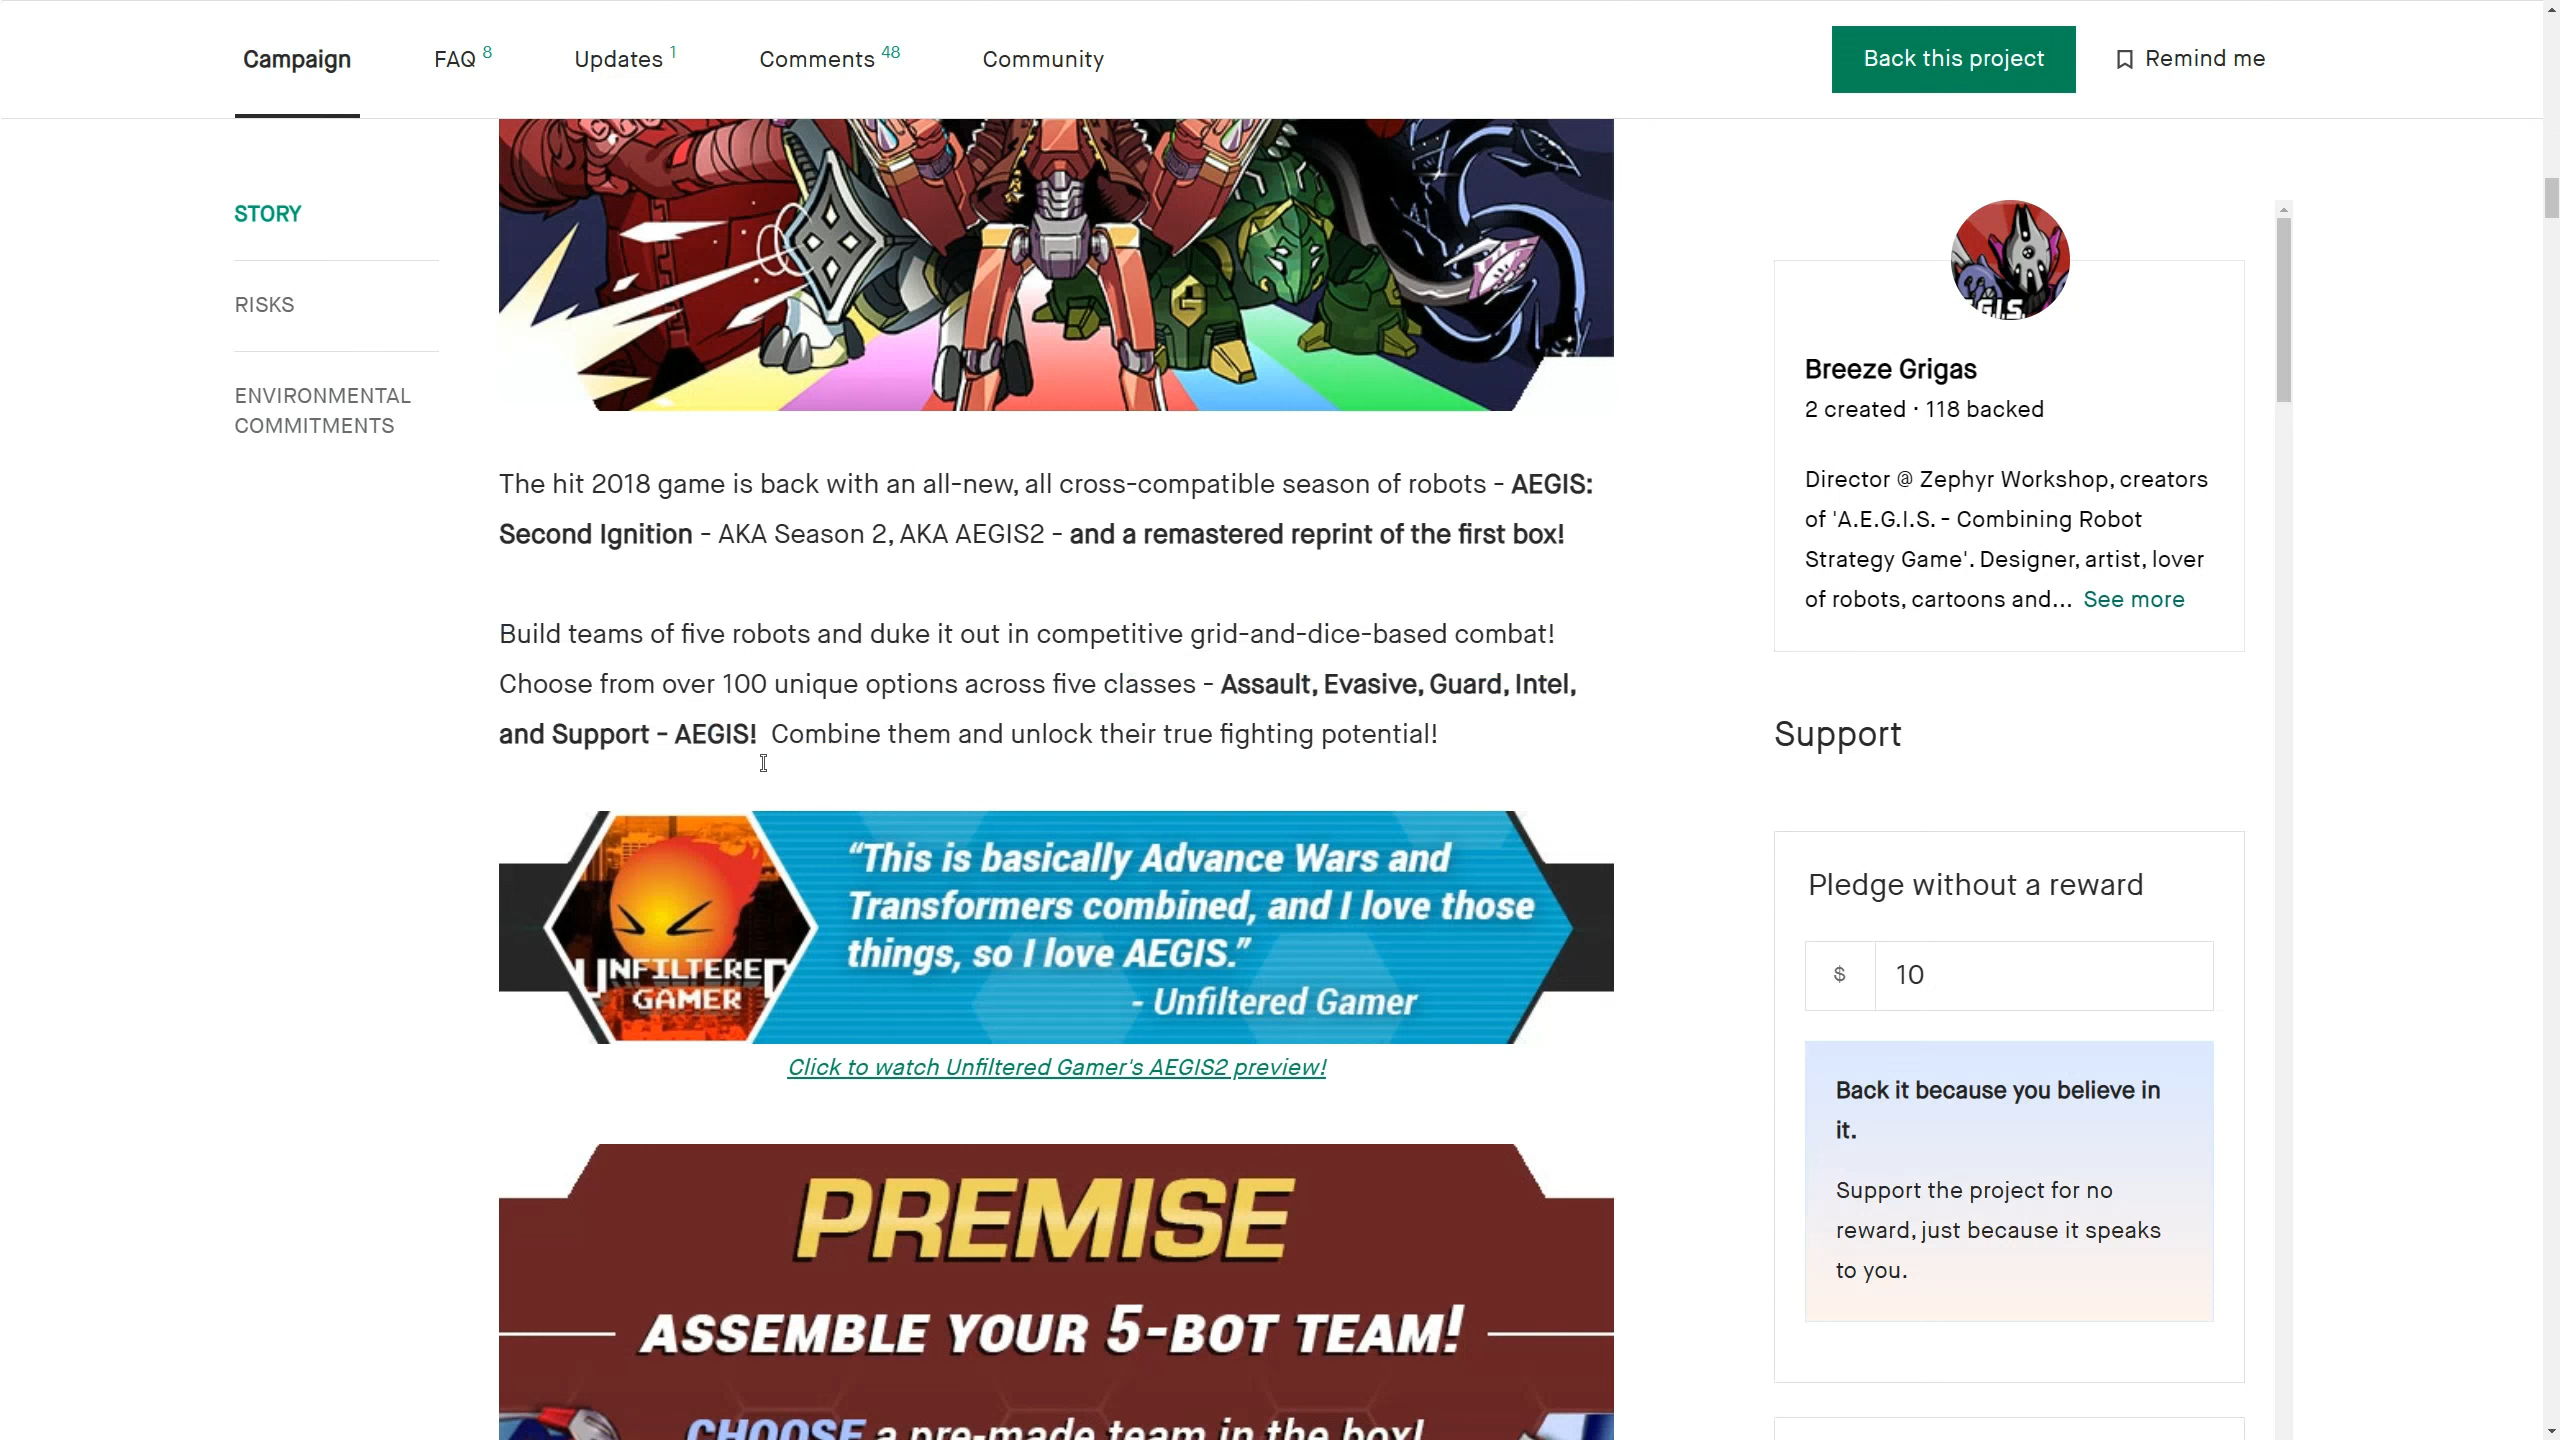 Campaign
FAQ 8
Updates 1
Comments 48
Community
Back this project
Remind me
STORY
RISKS
ENVIRONMENTAL
COMMITMENTS
The hit 2018 game is back with an all-new, all cross-compatible season of robots - AEGIS:
Second Ignition - AKA Season 2, AKA AEGIS2 - and a remastered reprint of the first box!
Build teams of five robots and duke it out in competitive grid-and-dice-based combat!
Choose from over 100 unique options across five classes - Assault, Evasive, Guard, Intel,
and Support - AEGIS! Combine them and unlock their true fighting potential!
UNFILTERED
GAMER
“This is basically Advance Wars and
Transformers combined, and I love those
things, so I love AEGIS.”
- Unfiltered Gamer
Click to watch Unfiltered Gamer's AEGIS2 preview!
PREMISE
ASSEMBLE YOUR 5-BOT TEAM!
CHOOSE a pre-made team in the box!
Breeze Grigas
2 created · 118 backed
Director @ Zephyr Workshop, creators
of 'A.E.G.I.S. - Combining Robot
Strategy Game'. Designer, artist, lover
of robots, cartoons and... See more
Support
Pledge without a reward
$ 10
Back it because you believe in
it.
Support the project for no
reward, just because it speaks
to you.